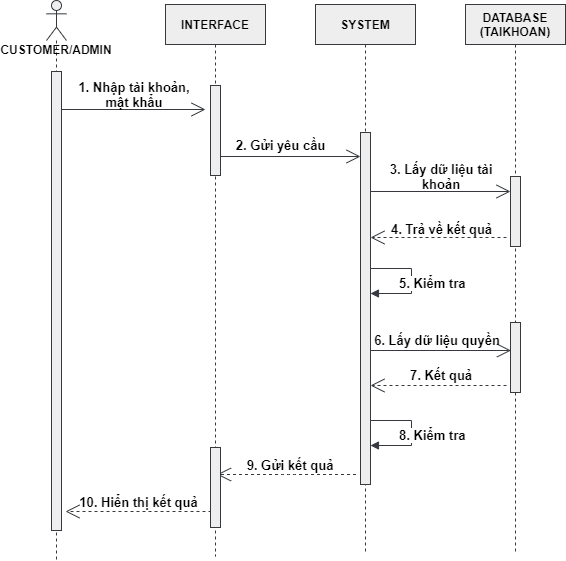 CUSTOMER/ADMIN
INTERFACE
SYSTEM
DATABASE
(TAIKHOAN)
1. Nhập tài khoản,
mật khẩu
2. Gửi yêu cầu
3. Lấy dữ liệu tài
khoản
4. Trả về kết quả
5. Kiểm tra
6. Lấy dữ liệu quyền
7. Kết quả
8. Kiểm tra
9. Gửi kết quả
10. Hiển thị kết quả